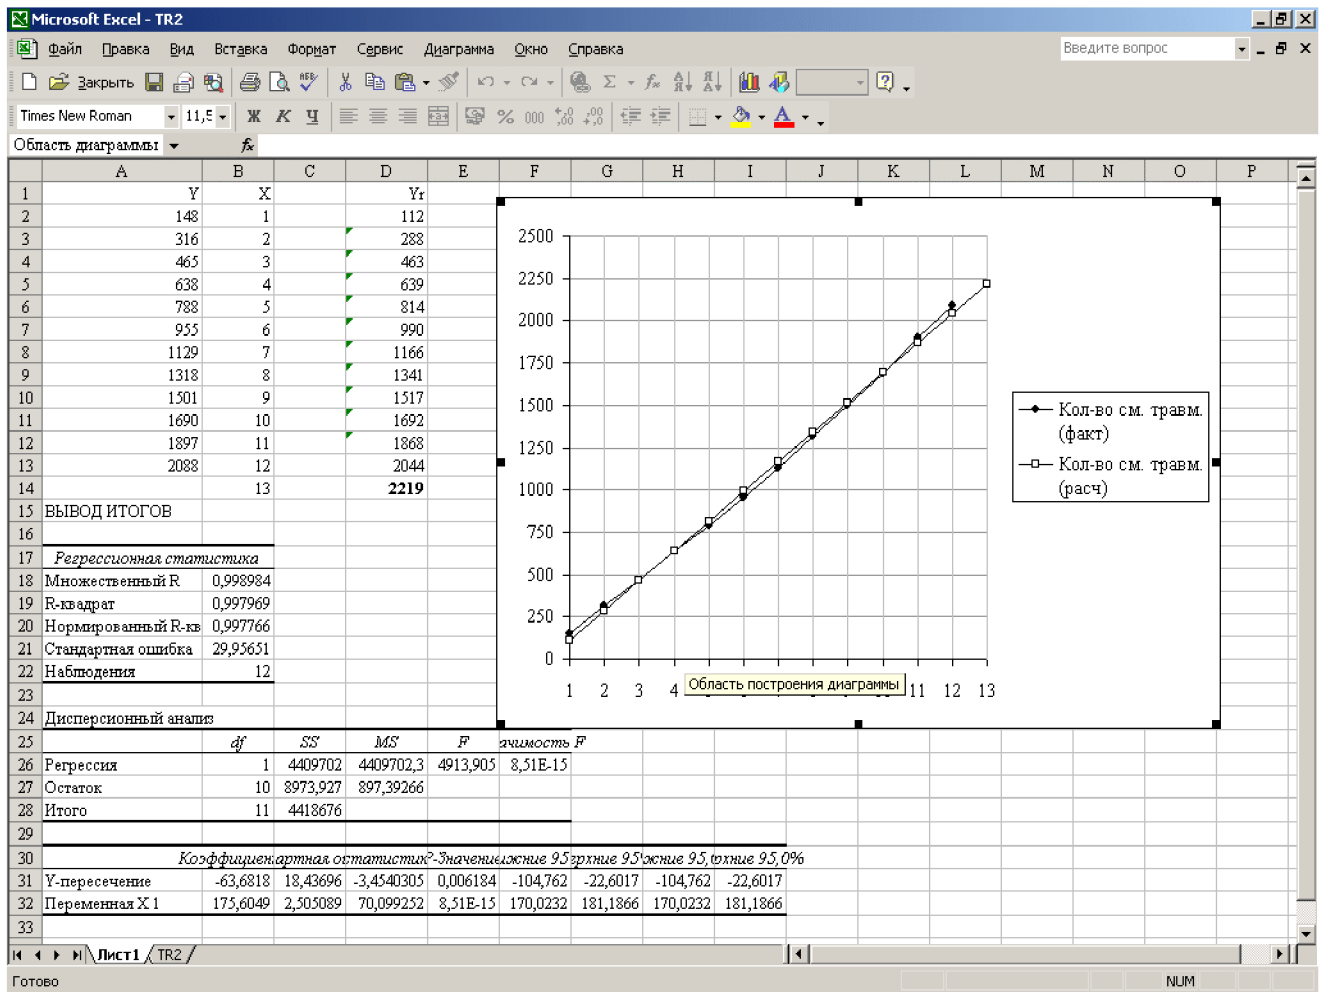 Microsoft Excel - TR2
Файл Правка Вид Вставка Формат Сервис Диаграмма Окно Справка Введите вопрос
Закрыть
Times New Roman 11,5 Ж К Ч % 000
Область диаграммы fx
A B C D E F G H I J K L M N O P
1 Y X Yr
2 148 1 112
3 316 2 288
4 465 3 463
5 638 4 639
6 788 5 814
7 955 6 990
8 1129 7 1166
9 1318 8 1341
10 1501 9 1517
11 1690 10 1692
12 1897 11 1868
13 2088 12 2044
14 13 2219
15 ВЫВОД ИТОГОВ
16
17 Регрессионная статистика
18 Множественный R 0,998984
19 R-квадрат 0,997969
20 Нормированный R-кв 0,997766
21 Стандартная ошибка 29,95651
22 Наблюдения 12
23
24 Дисперсионный анализ
25 df SS MS F ачимость F
26 Регрессия 1 4409702 4409702,3 4913,905 8,51E-15
27 Остаток 10 8973,927 897,39266
28 Итого 11 4418676
29
30 Коэффициен артная ош татистик P-Значение ижние 95 ерхние 95 жние 95, рхние 95,0%
31 Y-пересечение -63,6818 18,43696 -3,4540305 0,006184 -104,762 -22,6017 -104,762 -22,6017
32 Переменная X 1 175,6049 2,505089 70,099252 8,51E-15 170,0232 181,1866 170,0232 181,1866
33
2500
2250
2000
1750
1500
1250
1000
750
500
250
0
1 2 3 4 11 12 13
Область построения диаграммы
Кол-во см. травм.
(факт)
Кол-во см. травм.
(расч)
Лист1 TR2
Готово NUM